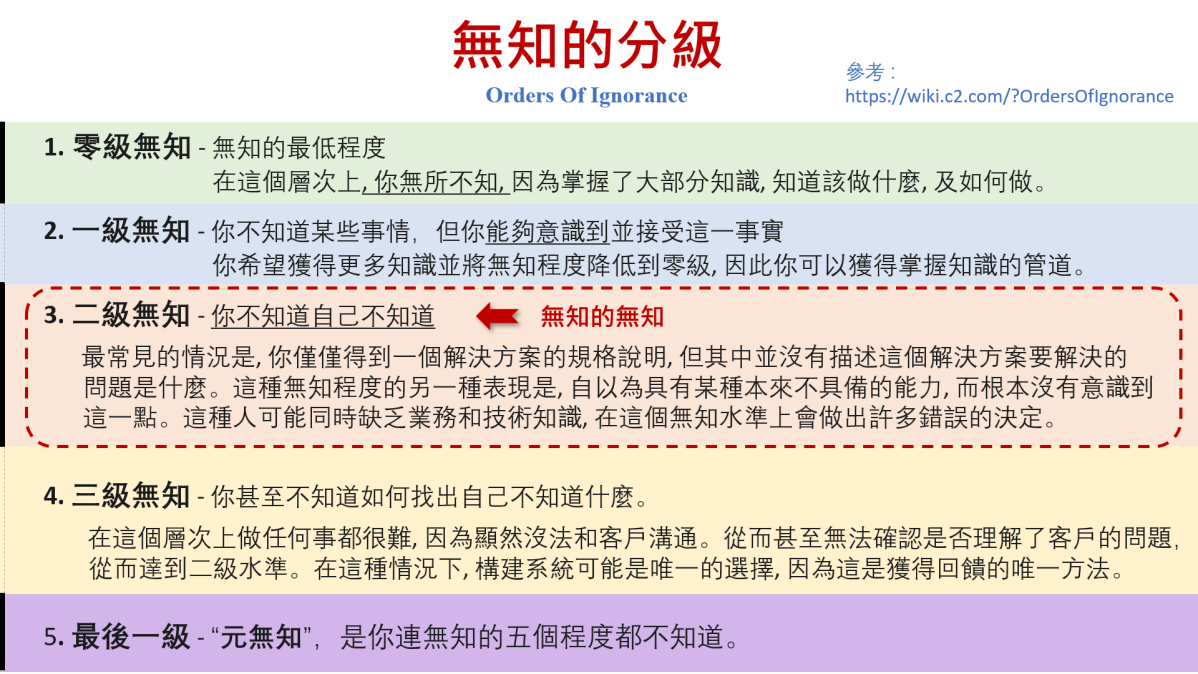 無知的分級
Orders Of Ignorance
參考：
https://wiki.c2.com/?OrdersOfIgnorance
1. 零級無知 - 無知的最低程度
在這個層次上, 你無所不知, 因為掌握了大部分知識, 知道該做什麼, 及如何做。
2. 一級無知 - 你不知道某些事情，但你能夠意識到並接受這一事實
你希望獲得更多知識並將無知程度降低到零級, 因此你可以獲得掌握知識的管道。
3. 二級無知 - 你不知道自己不知道
無知的無知
最常見的情況是, 你僅僅得到一個解決方案的規格說明, 但其中並沒有描述這個解決方案要解決的
問題是什麼。這種無知程度的另一種表現是, 自以為具有某種本來不具備的能力, 而根本沒有意識到
這一點。這種人可能同時缺乏業務和技術知識, 在這個無知水準上會做出許多錯誤的決定。
4. 三級無知 - 你甚至不知道如何找出自己不知道什麼。
在這個層次上做任何事都很難, 因為顯然沒法和客戶溝通。從而甚至無法確認是否理解了客戶的問題，
從而達到二級水準。在這種情況下, 構建系統可能是唯一的選擇, 因為這是獲得回饋的唯一方法。
5. 最後一級 - “元無知”，是你連無知的五個程度都不知道。